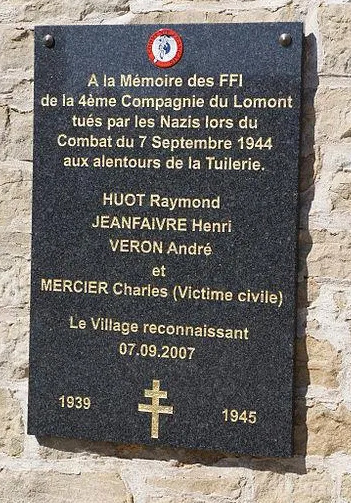 A la Mémoire des FFI
de la 4ème Compagnie du Lomont
tués par les Nazis lors du
Combat du 7 Septembre 1944
aux alentours de la Tuilerie.
HUOT Raymond
JEANFAIVRE Henri
VERON André
et
MERCIER Charles (Victime civile)
Le Village reconnaissant
07.09.2007
1939
1945